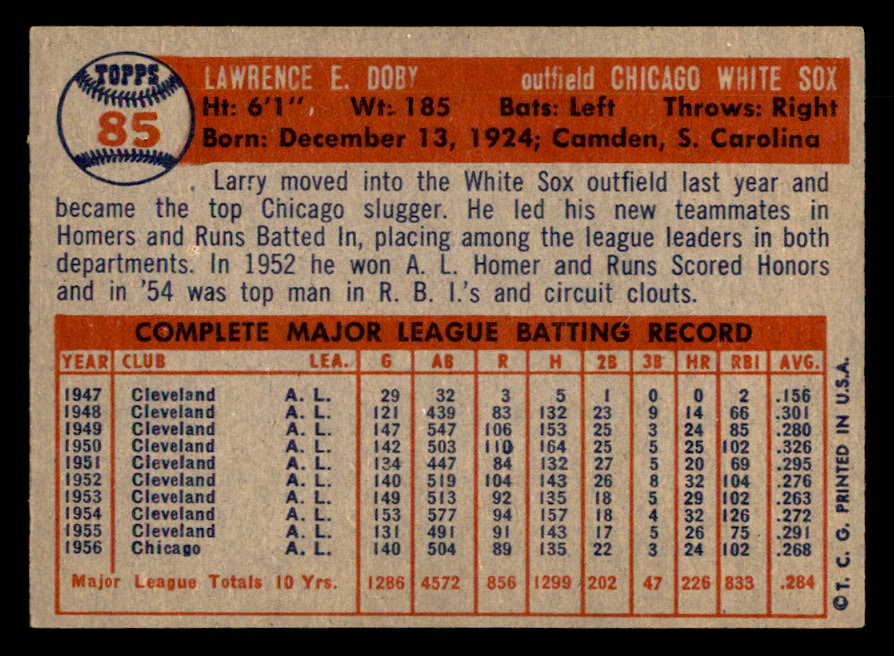 TOPPS
85
LAWRENCE E. DOBY outfield CHICAGO WHITE SOX
Ht: 6'1", Wt: 185 Bats: Left Throws: Right
Born: December 13, 1924; Camden, S. Carolina
Larry moved into the White Sox outfield last year and
became the top Chicago slugger. He led his new teammates in
Homers and Runs Batted In, placing among the league leaders in both
departments. In 1952 he won A. L. Homer and Runs Scored Honors
and in '54 was top man in R. B. I.'s and circuit clouts.
COMPLETE MAJOR LEAGUE BATTING RECORD
YEAR CLUB LEA. G AB R H 2B 3B HR RBI AVG.
1947 Cleveland A. L. 29 32 3 5 1 0 0 2 .156
1948 Cleveland A. L. 121 439 83 132 23 9 14 66 .301
1949 Cleveland A. L. 147 547 106 153 25 3 24 85 .280
1950 Cleveland A. L. 142 503 110 164 25 5 25 102 .326
1951 Cleveland A. L. 134 447 84 132 27 5 20 69 .295
1952 Cleveland A. L. 140 519 104 143 26 8 32 104 .276
1953 Cleveland A. L. 149 513 92 135 18 5 29 102 .263
1954 Cleveland A. L. 153 577 94 157 18 4 32 126 .272
1955 Cleveland A. L. 131 491 91 143 17 5 26 75 .291
1956 Chicago A. L. 140 504 89 135 22 3 24 102 .268
Major League Totals 10 Yrs. 1286 4572 856 1299 202 47 226 833 .284
©T. C. G. PRINTED IN U.S.A.